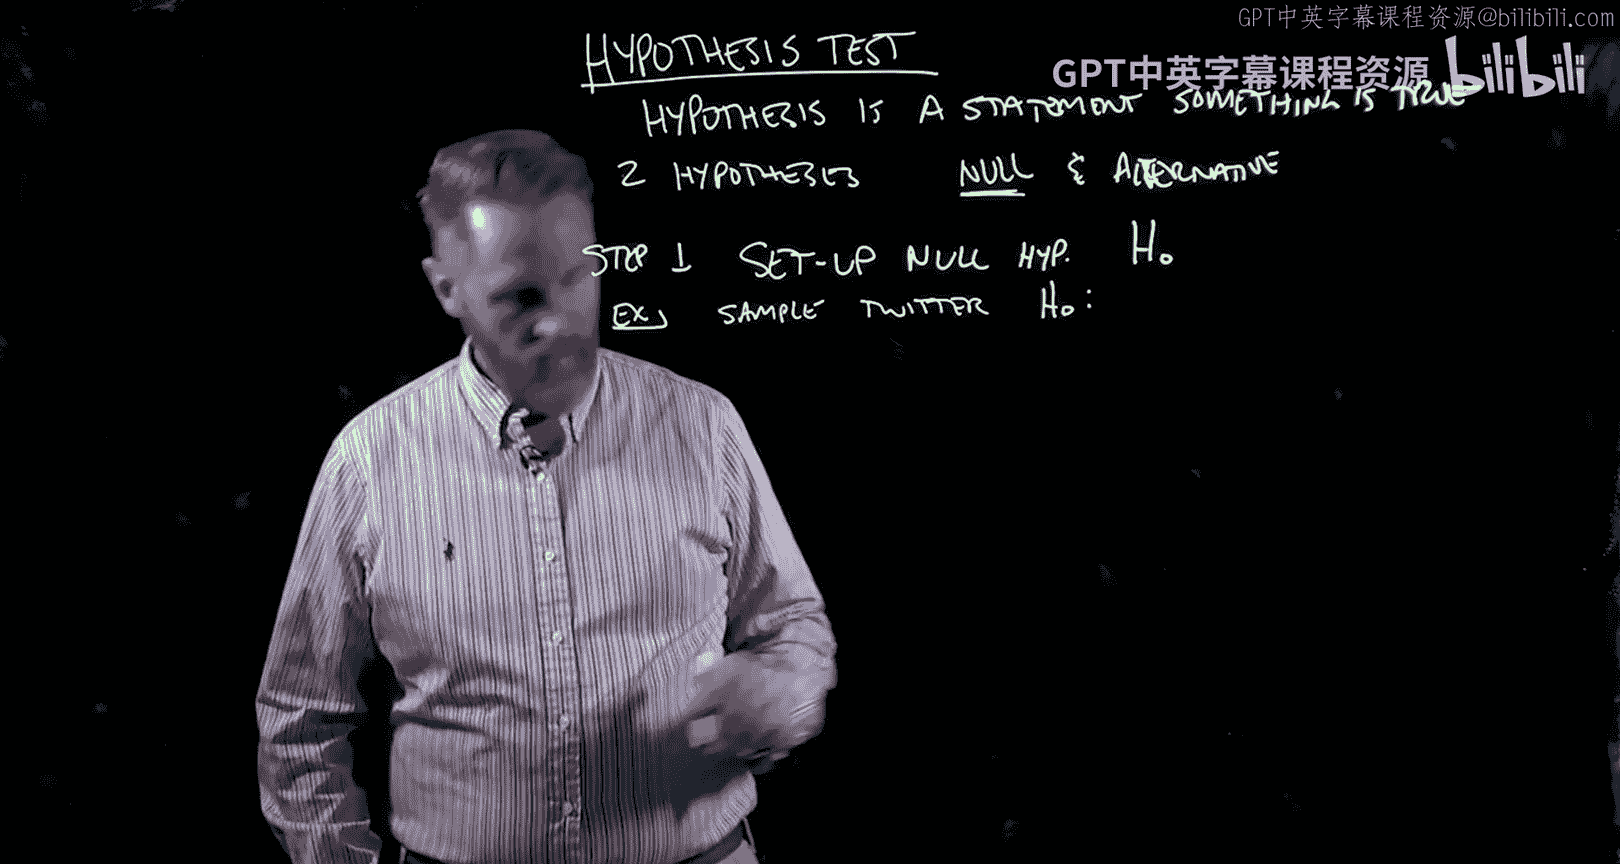 GPT中英字幕课程资源@bilibili.com
GPT中英字幕课程资源 bilibili
HYPOTHESIS TEST
HYPOTHESIS IS A STATEMENT SOMETHING IS TRUE
2 HYPOTHESES NULL & ALTERNATIVE
STEP 1 SET-UP NULL HYP. H₀
EX, SAMPLE TWITTER H₀: